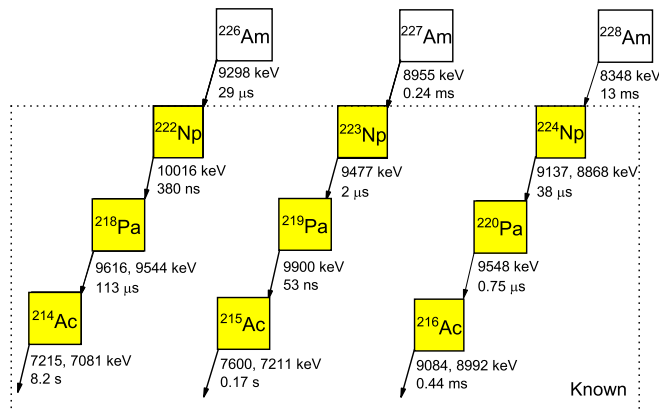 ²²⁶Am
²²⁷Am
²²⁸Am
9298 keV
29 μs
8955 keV
0.24 ms
8348 keV
13 ms
²²²Np
²²³Np
²²⁴Np
10016 keV
380 ns
9477 keV
2 μs
9137, 8868 keV
38 μs
²¹⁸Pa
²¹⁹Pa
²²⁰Pa
9616, 9544 keV
113 μs
9900 keV
53 ns
9548 keV
0.75 μs
²¹⁴Ac
²¹⁵Ac
²¹⁶Ac
7215, 7081 keV
8.2 s
7600, 7211 keV
0.17 s
9084, 8992 keV
0.44 ms
Known